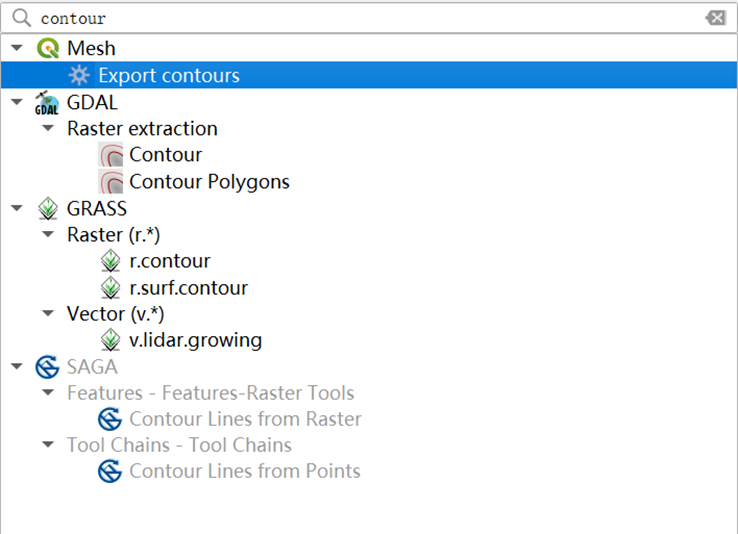 contour
Mesh
Export contours
GDAL
Raster extraction
Contour
Contour Polygons
GRASS
Raster (r.*)
r.contour
r.surf.contour
Vector (v.*)
v.lidar.growing
SAGA
Features - Features-Raster Tools
Contour Lines from Raster
Tool Chains - Tool Chains
Contour Lines from Points